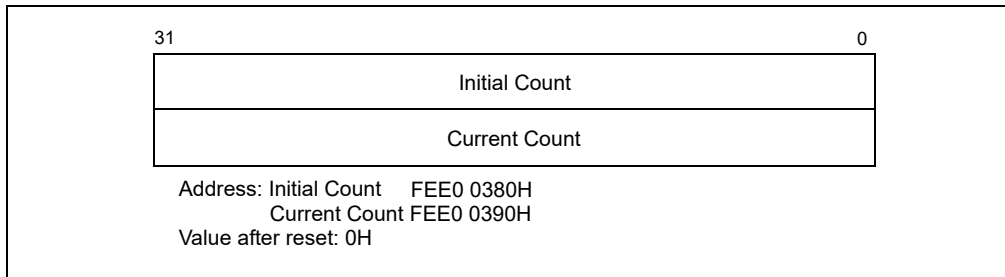 31 0
Initial Count
Current Count
Address: Initial Count FEE0 0380H
Current Count FEE0 0390H
Value after reset: 0H